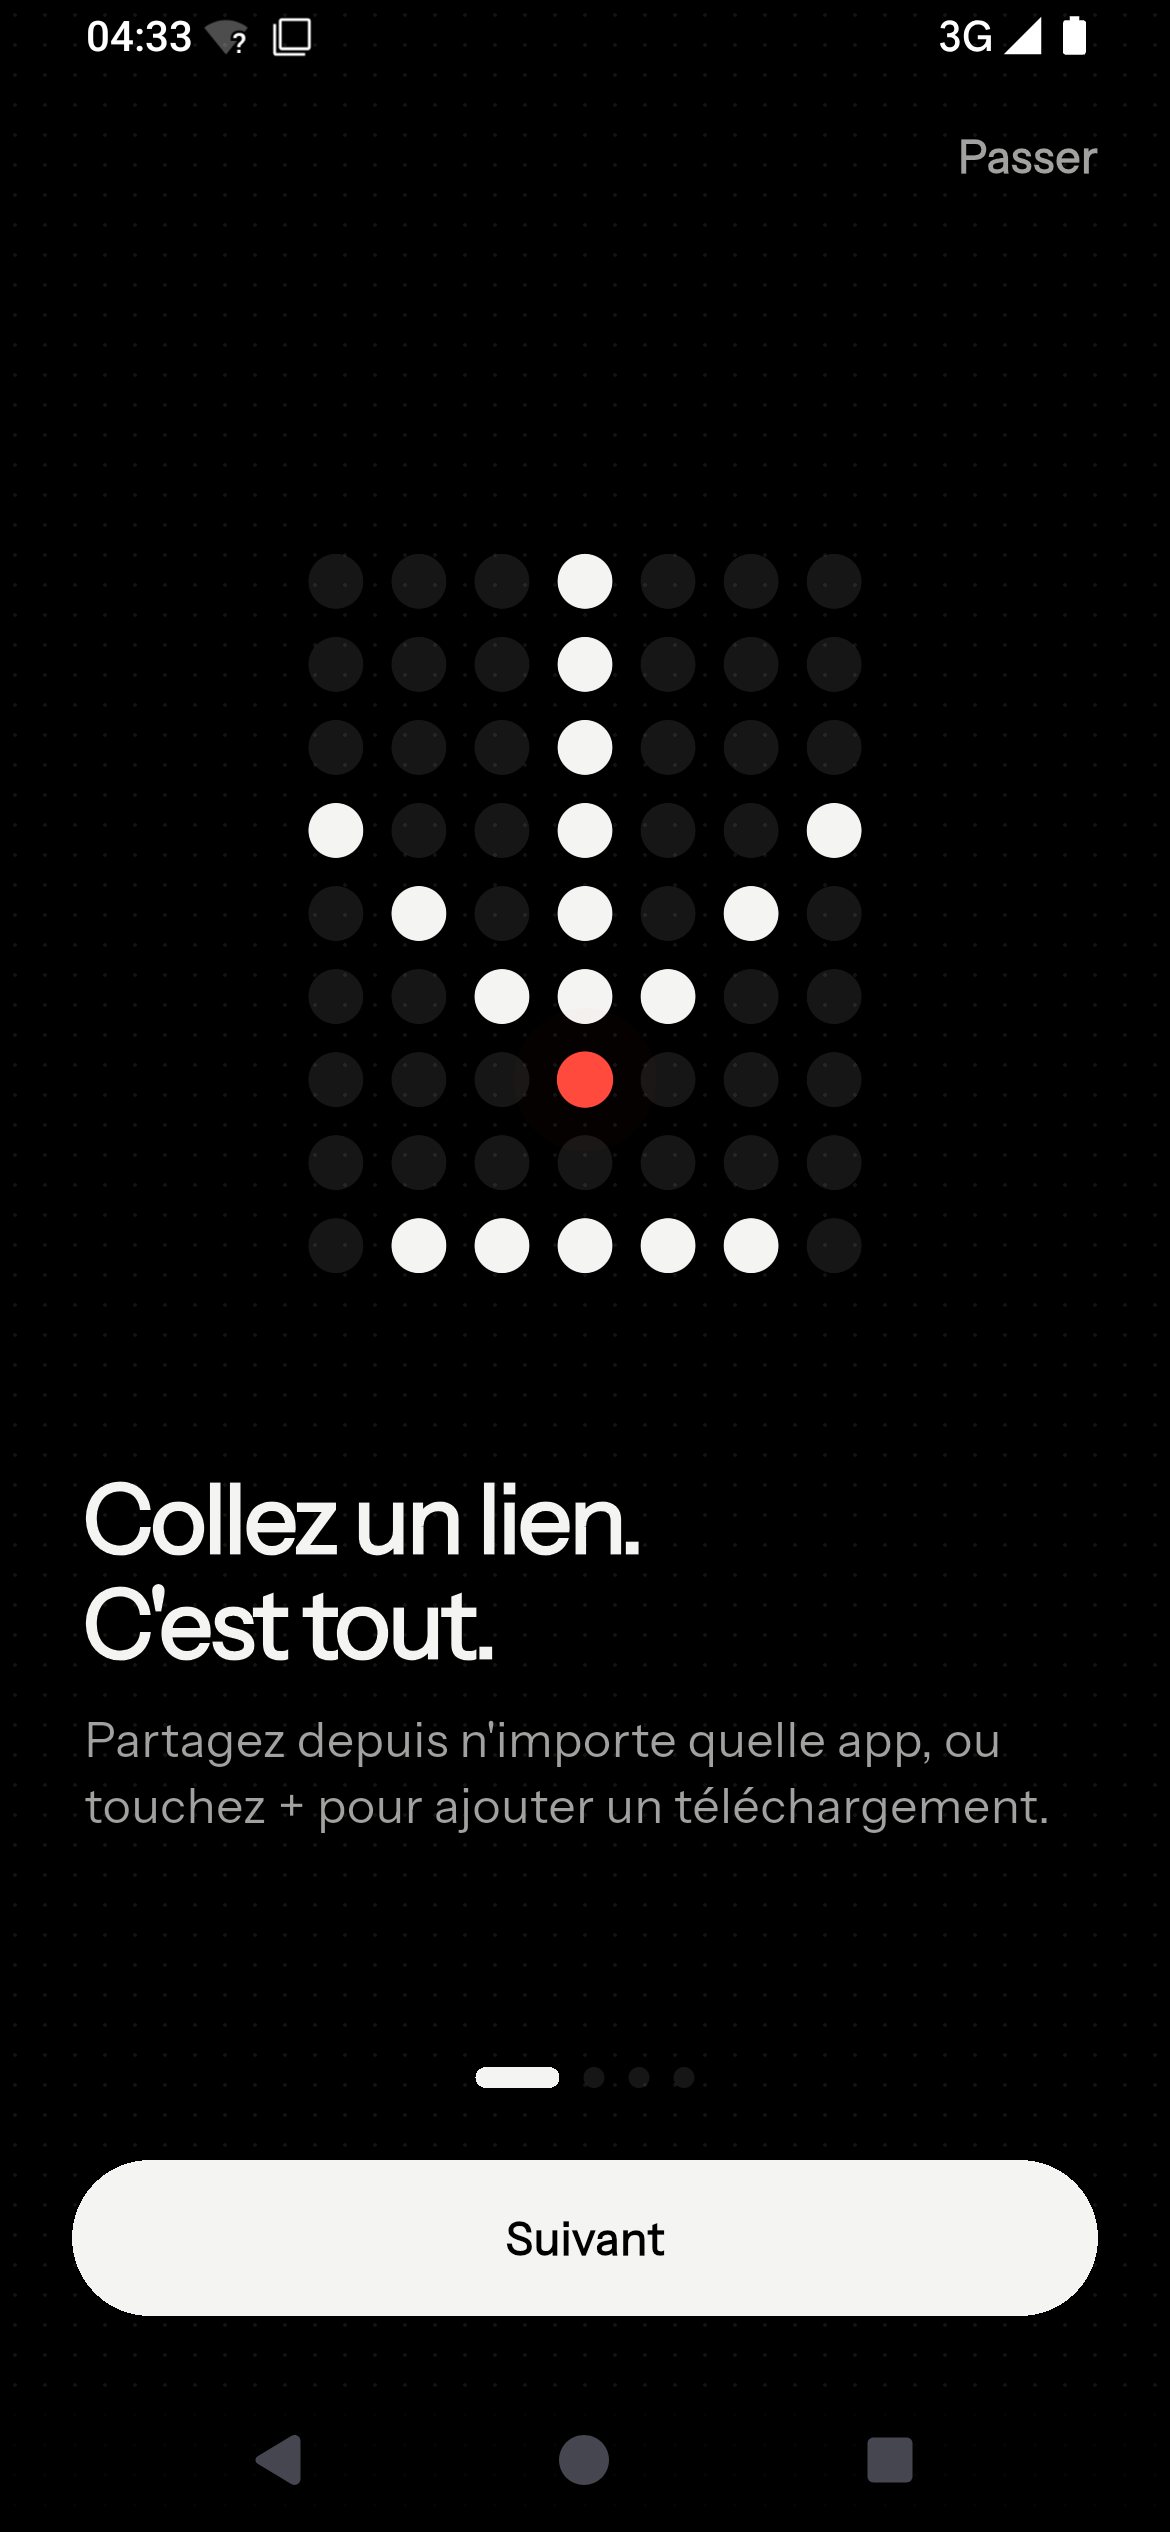 04:33
3G
Passer
Collez un lien.
C'est tout.
Partagez depuis n'importe quelle app, ou
touchez + pour ajouter un téléchargement.
Suivant